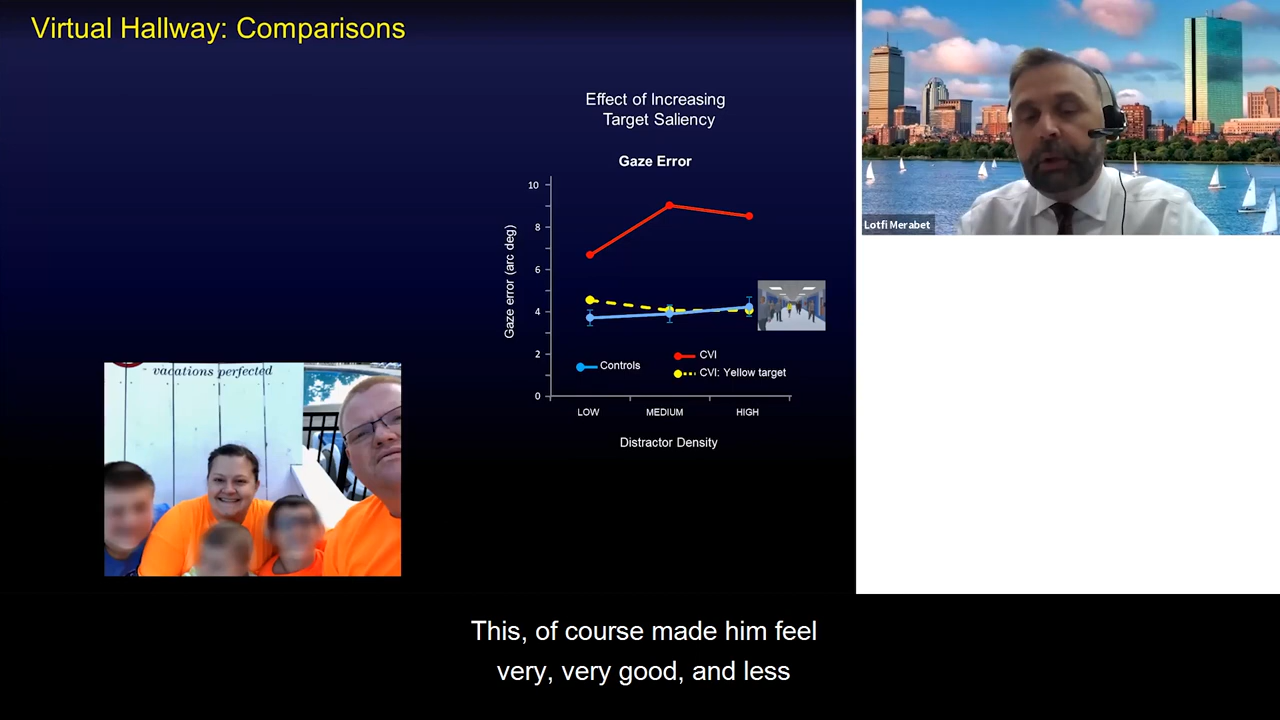 Virtual Hallway: Comparisons
Effect of Increasing
Target Saliency
Gaze Error
10
8
6
4
2
0
Gaze error (arc deg)
Controls
CVI
CVI: Yellow target
LOW
MEDIUM
HIGH
Distractor Density
vacations perfected
Lotfi Merabet
This, of course made him feel
very, very good, and less